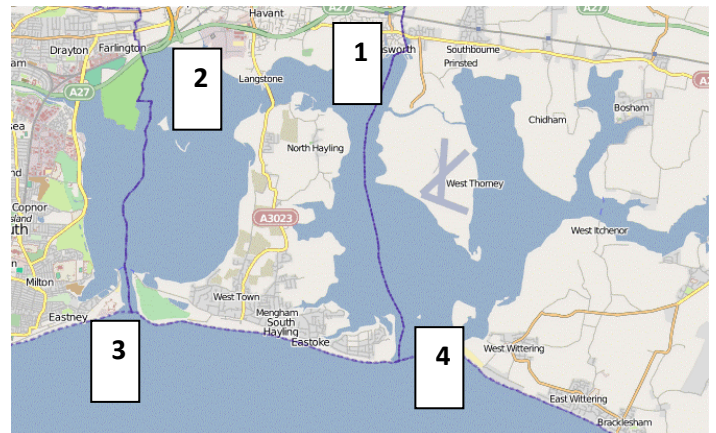 A27
Havant
A27
Drayton
Farlington
1
sworth
Southbourne
Prinsted
2
Langstone
am
A27
Bosham
sea
Chidham
North Hayling
West Thorney
Copnor
A3023
Island
uth
West Itchenor
Milton
West Town
Eastney
Mengham
South
Hayling
Eastoke
3
4
West Wittering
East Wittering
Bracklesham